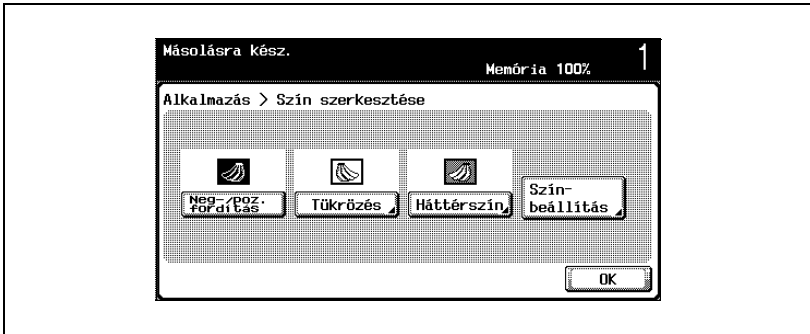 Másolásra kész.
Memória 100% 1
Alkalmazás > Szín szerkesztése
Neg-/poz.
fordítás
Tükrözés
Háttérszín
Szín-
beállítás
OK